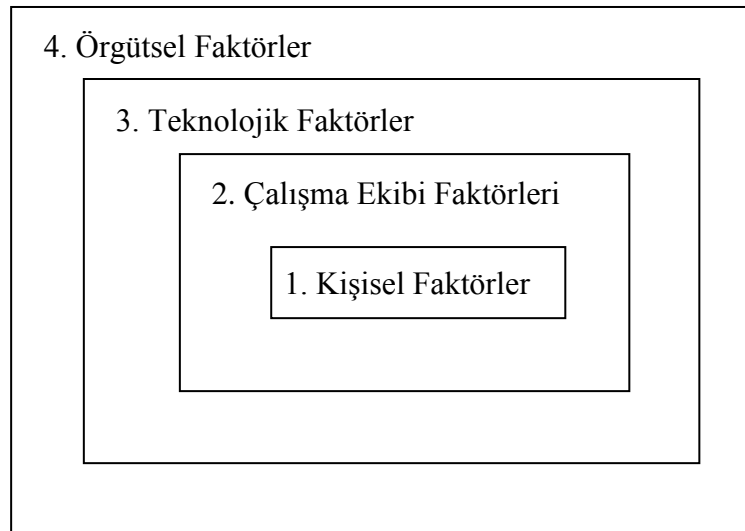 4. Örgütsel Faktörler
3. Teknolojik Faktörler
2. Çalışma Ekibi Faktörleri
1. Kişisel Faktörler